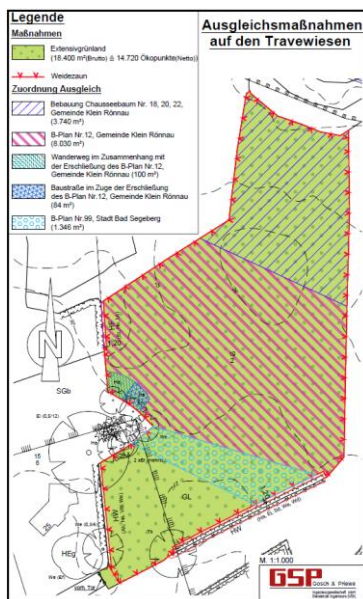 Legende
Maßnahmen
Extensivgrünland
(18.400 m²(Brutto) ≙ 14.720 Ökopunkte(Netto))
Weidezaun
Zuordnung Ausgleich
Bebauung Chausseebaum Nr. 18, 20, 22,
Gemeinde Klein Rönnau
(3.740 m²)
B-Plan Nr.12, Gemeinde Klein Rönnau
(8.030 m²)
Wanderweg im Zusammenhang mit
der Erschließung des B-Plan Nr.12,
Gemeinde Klein Rönnau (100 m²)
Baustraße im Zuge der Erschließung
des B-Plan Nr.12, Gemeinde Klein Rönnau
(84 m²)
B-Plan Nr.99, Stadt Bad Segeberg
(1.346 m²)
Ausgleichsmaßnahmen
auf den Travewiesen
N
SGb
HEg
GL
HW
HW
M. 1:1.000
GSP
Gosch & Priewe